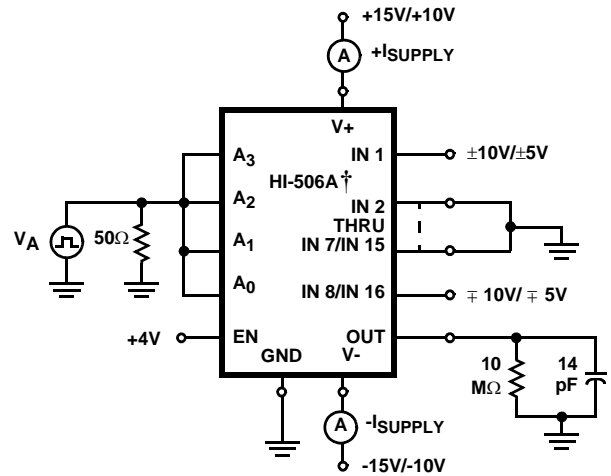 +15V/+10V
A
+ISUPPLY
V+
A3
IN 1
±10V/±5V
HI-506A†
A2
IN 2
THRU
VA
50Ω
A1
IN 7/IN 15
A0
IN 8/IN 16
∓ 10V/ ∓ 5V
+4V
EN
OUT
GND
V-
10
MΩ
14
pF
A
-ISUPPLY
-15V/-10V